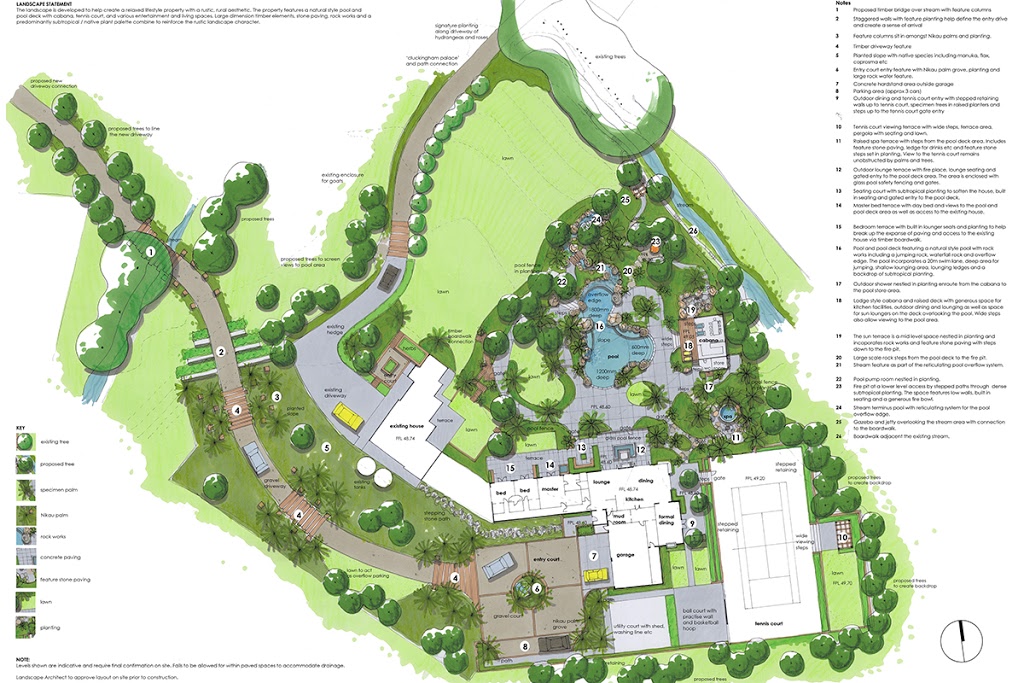 LANDSCAPE STATEMENT
The landscape is developed to help create a relaxed lifestyle property with a rustic, rural aesthetic. The property features a natural style pool and
pool deck with cabana, tennis court, and various entertainment and living spaces. Large dimension timber elements, stone paving, rock works and a
predominantly subtropical / native plant palette combine to reinforce the rustic landscape character.
signature planting
along driveway of
hydrangeas and roses
'duckingham palace'
and path connection
existing trees
proposed new
driveway connection
proposed trees to line
the new driveway
existing enclosure
for goats
lawn
stream
proposed trees
stream
proposed trees to screen
views to pool area
lawn
pool fence
in planting
existing
hedge
timber
boardwalk
connection
existing
driveway
planted
slope
existing house
FFL 48.74
terrace
lawn
lawn
overflow
edge
1800mm
deep
slope
pool
600mm
deep
1200mm
deep
wide
steps
cabana
store
spa
pool fence
lawn
FFL 48.60
pool fence
lawn
glass pool fence
terrace
bed
bed
master
lounge
dining
FFL 48.74
kitchen
mud
room
formal
dining
garage
gravel
driveway
existing
tanks
stepping
stone path
lawn to act
as overflow parking
entry court
gravel court
Nikau palm
grove
path
utility court with shed,
washing line etc
ball court with
practise wall
and basketball
hoop
lawn
lawn
retaining
steps
gate
stepped
retaining
FFL 49.20
stepped
retaining
wide
viewing
steps
tennis court
lawn
FFL 49.70
proposed trees
to create backdrop
proposed trees
to create backdrop
proposed trees
KEY
existing tree
proposed tree
specimen palm
Nikau palm
rock works
concrete paving
feature stone paving
lawn
planting
NOTE:
Levels shown are indicative and require final confirmation on site. Falls to be allowed for within paved spaces to accommodate drainage.
Landscape Architect to approve layout on site prior to construction.
Notes
1 Proposed timber bridge over stream with feature columns
2 Staggered walls with feature planting help define the entry drive
and create a sense of arrival
3 Feature columns sit in amongst Nikau palms and planting.
4 Timber driveway feature
5 Planted slope with native species including manuka, flax,
coprosma etc
6 Entry court entry feature with Nikau palm grove, planting and
large rock water feature.
7 Concrete hardstand area outside garage
8 Parking area (approx 3 cars)
9 Outdoor dining and tennis court entry with stepped retaining
walls up to tennis court, specimen trees in raised planters and
steps up to the tennis court gate entry
10 Tennis court viewing terrace with wide steps, terrace area,
pergola with seating and lawn.
11 Raised spa terrace with steps from the pool deck area. Includes
feature stone paving, ledge for drinks etc and feature stone
steps set in planting. View to the tennis court remains
unobstructed by palms and trees.
12 Outdoor lounge terrace with fire place, lounge seating and
gated entry to the pool deck area. The area is enclosed with
glass pool safety fencing and gates.
13 Seating court with subtropical planting to soften the house, built
in seating and gated entry to the pool deck.
14 Master bed terrace with day bed and views to the pool and
pool deck area as well as access to the existing house.
15 Bedroom terrace with built in lounger seats and planting to help
break up the expanse of paving and access to the existing
house via timber boardwalk.
16 Pool and pool deck featuring a natural style pool with rock
works including a jumping rock, waterfall rock and overflow
edge. The pool incorporates a 20m swim lane, deep area for
jumping, shallow lounging area, lounging ledges and a
backdrop of subtropical planting.
17 Outdoor shower nestled in planting enroute from the cabana to
the pool store area.
18 Lodge style cabana and raised deck with generous space for
kitchen facilities, outdoor dining and lounging as well as space
for sun loungers on the deck overlooking the pool. Wide steps
also allow viewing to the pool area.
19 The sun terrace is a mid level space nestled in planting and
incorporates rock works and feature stone paving with steps
down to the fire pit.
20 Large scale rock steps from the pool deck to the fire pit.
21 Stream feature as part of the reticulating pool overflow system.
22 Pool pump room nestled in planting.
23 Fire pit at a lower level access by stepped paths through dense
subtropical planting. The space features low walls, built in
seating and a generous fire bowl.
24 Stream terminus pool with reticulating system for the pool
overflow edge.
25 Gazebo and jetty overlooking the stream area with connection
to the boardwalk.
26 Boardwalk adjacent the existing stream.